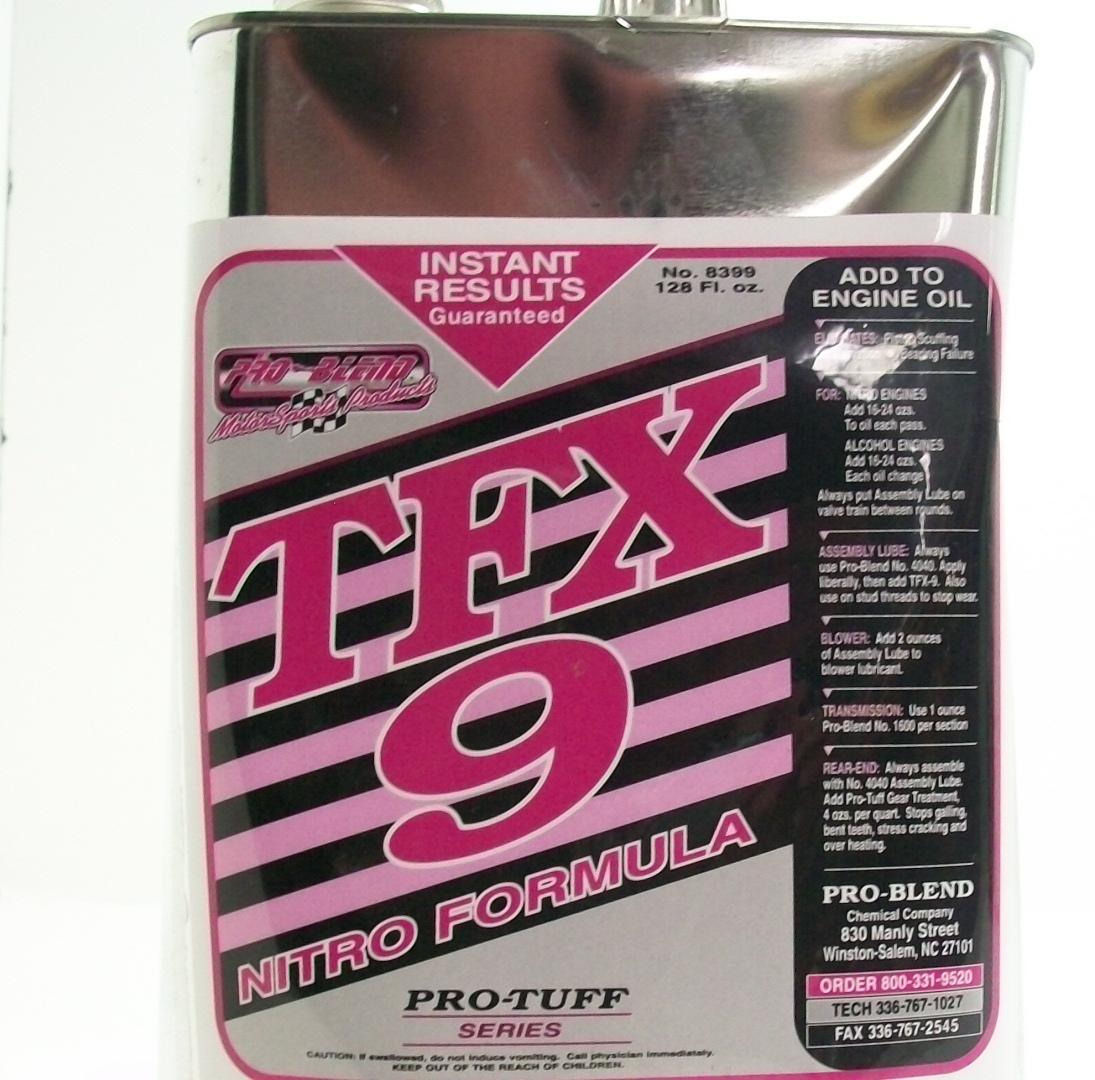 INSTANT
RESULTS
Guaranteed
No. 8399
128 Fl. oz.
PRO-BLEND
MotorSports Products
TFX
9
NITRO FORMULA
PRO-TUFF
SERIES
CAUTION: If swallowed, do not induce vomiting. Call physician immediately.
KEEP OUT OF THE REACH OF CHILDREN.
ADD TO
ENGINE OIL
Scuffing
Bearing Failure
FOR: NITRO ENGINES
Add 16-24 ozs.
To oil each pass.
ALCOHOL ENGINES
Add 16-24 ozs.
Each oil change
Always put Assembly Lube on
valve train between rounds.
ASSEMBLY LUBE: Always
use Pro-Blend No. 4040. Apply
liberally, then add TFX-9. Also
use on stud threads to stop wear.
BLOWER: Add 2 ounces
of Assembly Lube to
blower lubricant.
TRANSMISSION: Use 1 ounce
Pro-Blend No. 1600 per section
REAR-END: Always assemble
with No. 4040 Assembly Lube.
Add Pro-Tuff Gear Treatment,
4 ozs. per quart. Stops galling,
bent teeth, stress cracking and
over heating.
PRO-BLEND
Chemical Company
830 Manly Street
Winston-Salem, NC 27101
ORDER 800-331-9520
TECH 336-767-1027
FAX 336-767-2545